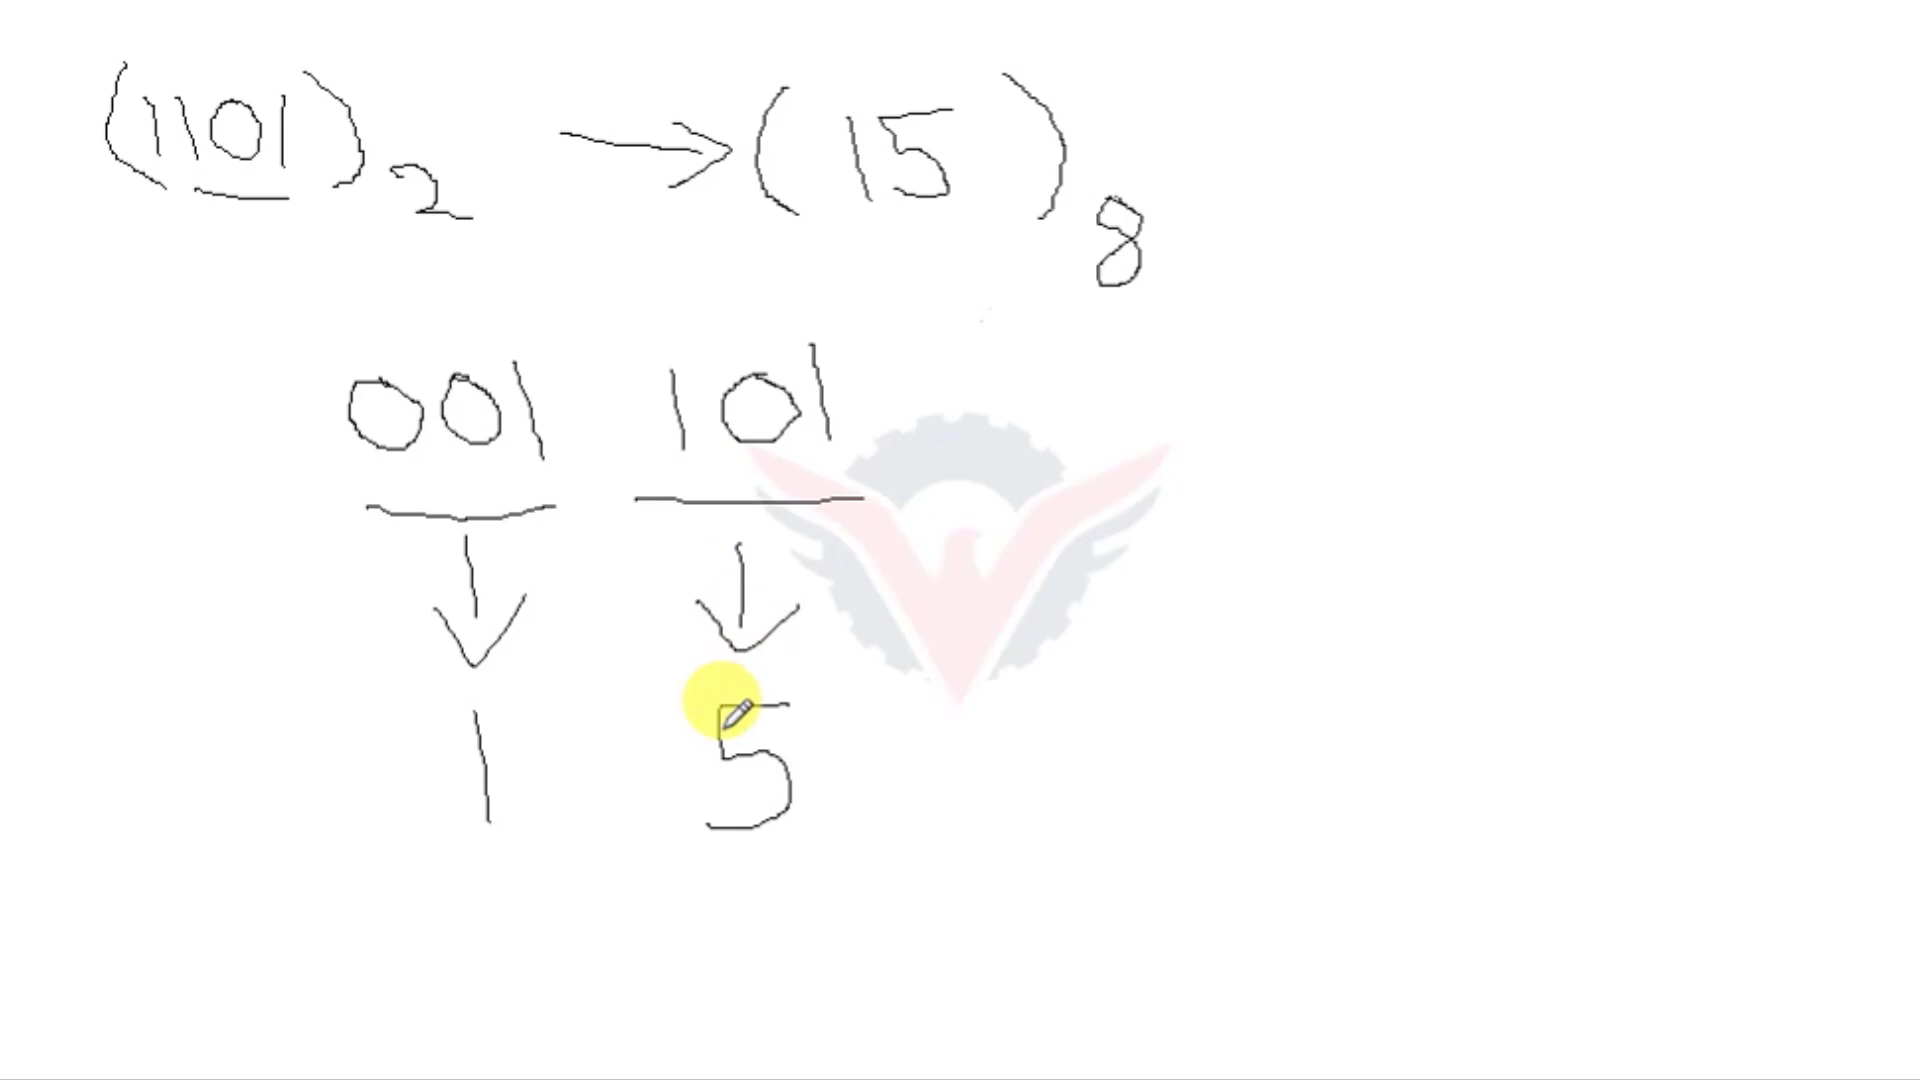 (1101)2 → (15)8
001 101
↓ ↓
1 5